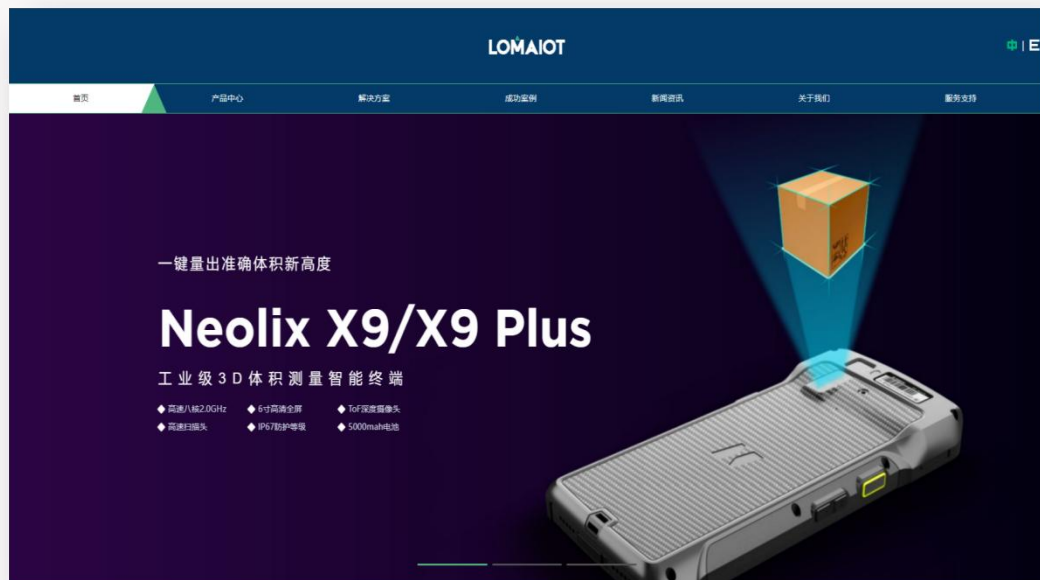 LOMAIOT
中 | E
首页 产品中心 解决方案 成功案例 新闻资讯 关于我们 服务支持
一键量出准确体积新高度
Neolix X9/X9 Plus
工业级3D体积测量智能终端
◆ 高速八核2.0GHz ◆ 6寸高清全屏 ◆ ToF深度摄像头
◆ 高速扫描头 ◆ IP67防护等级 ◆ 5000mah电池